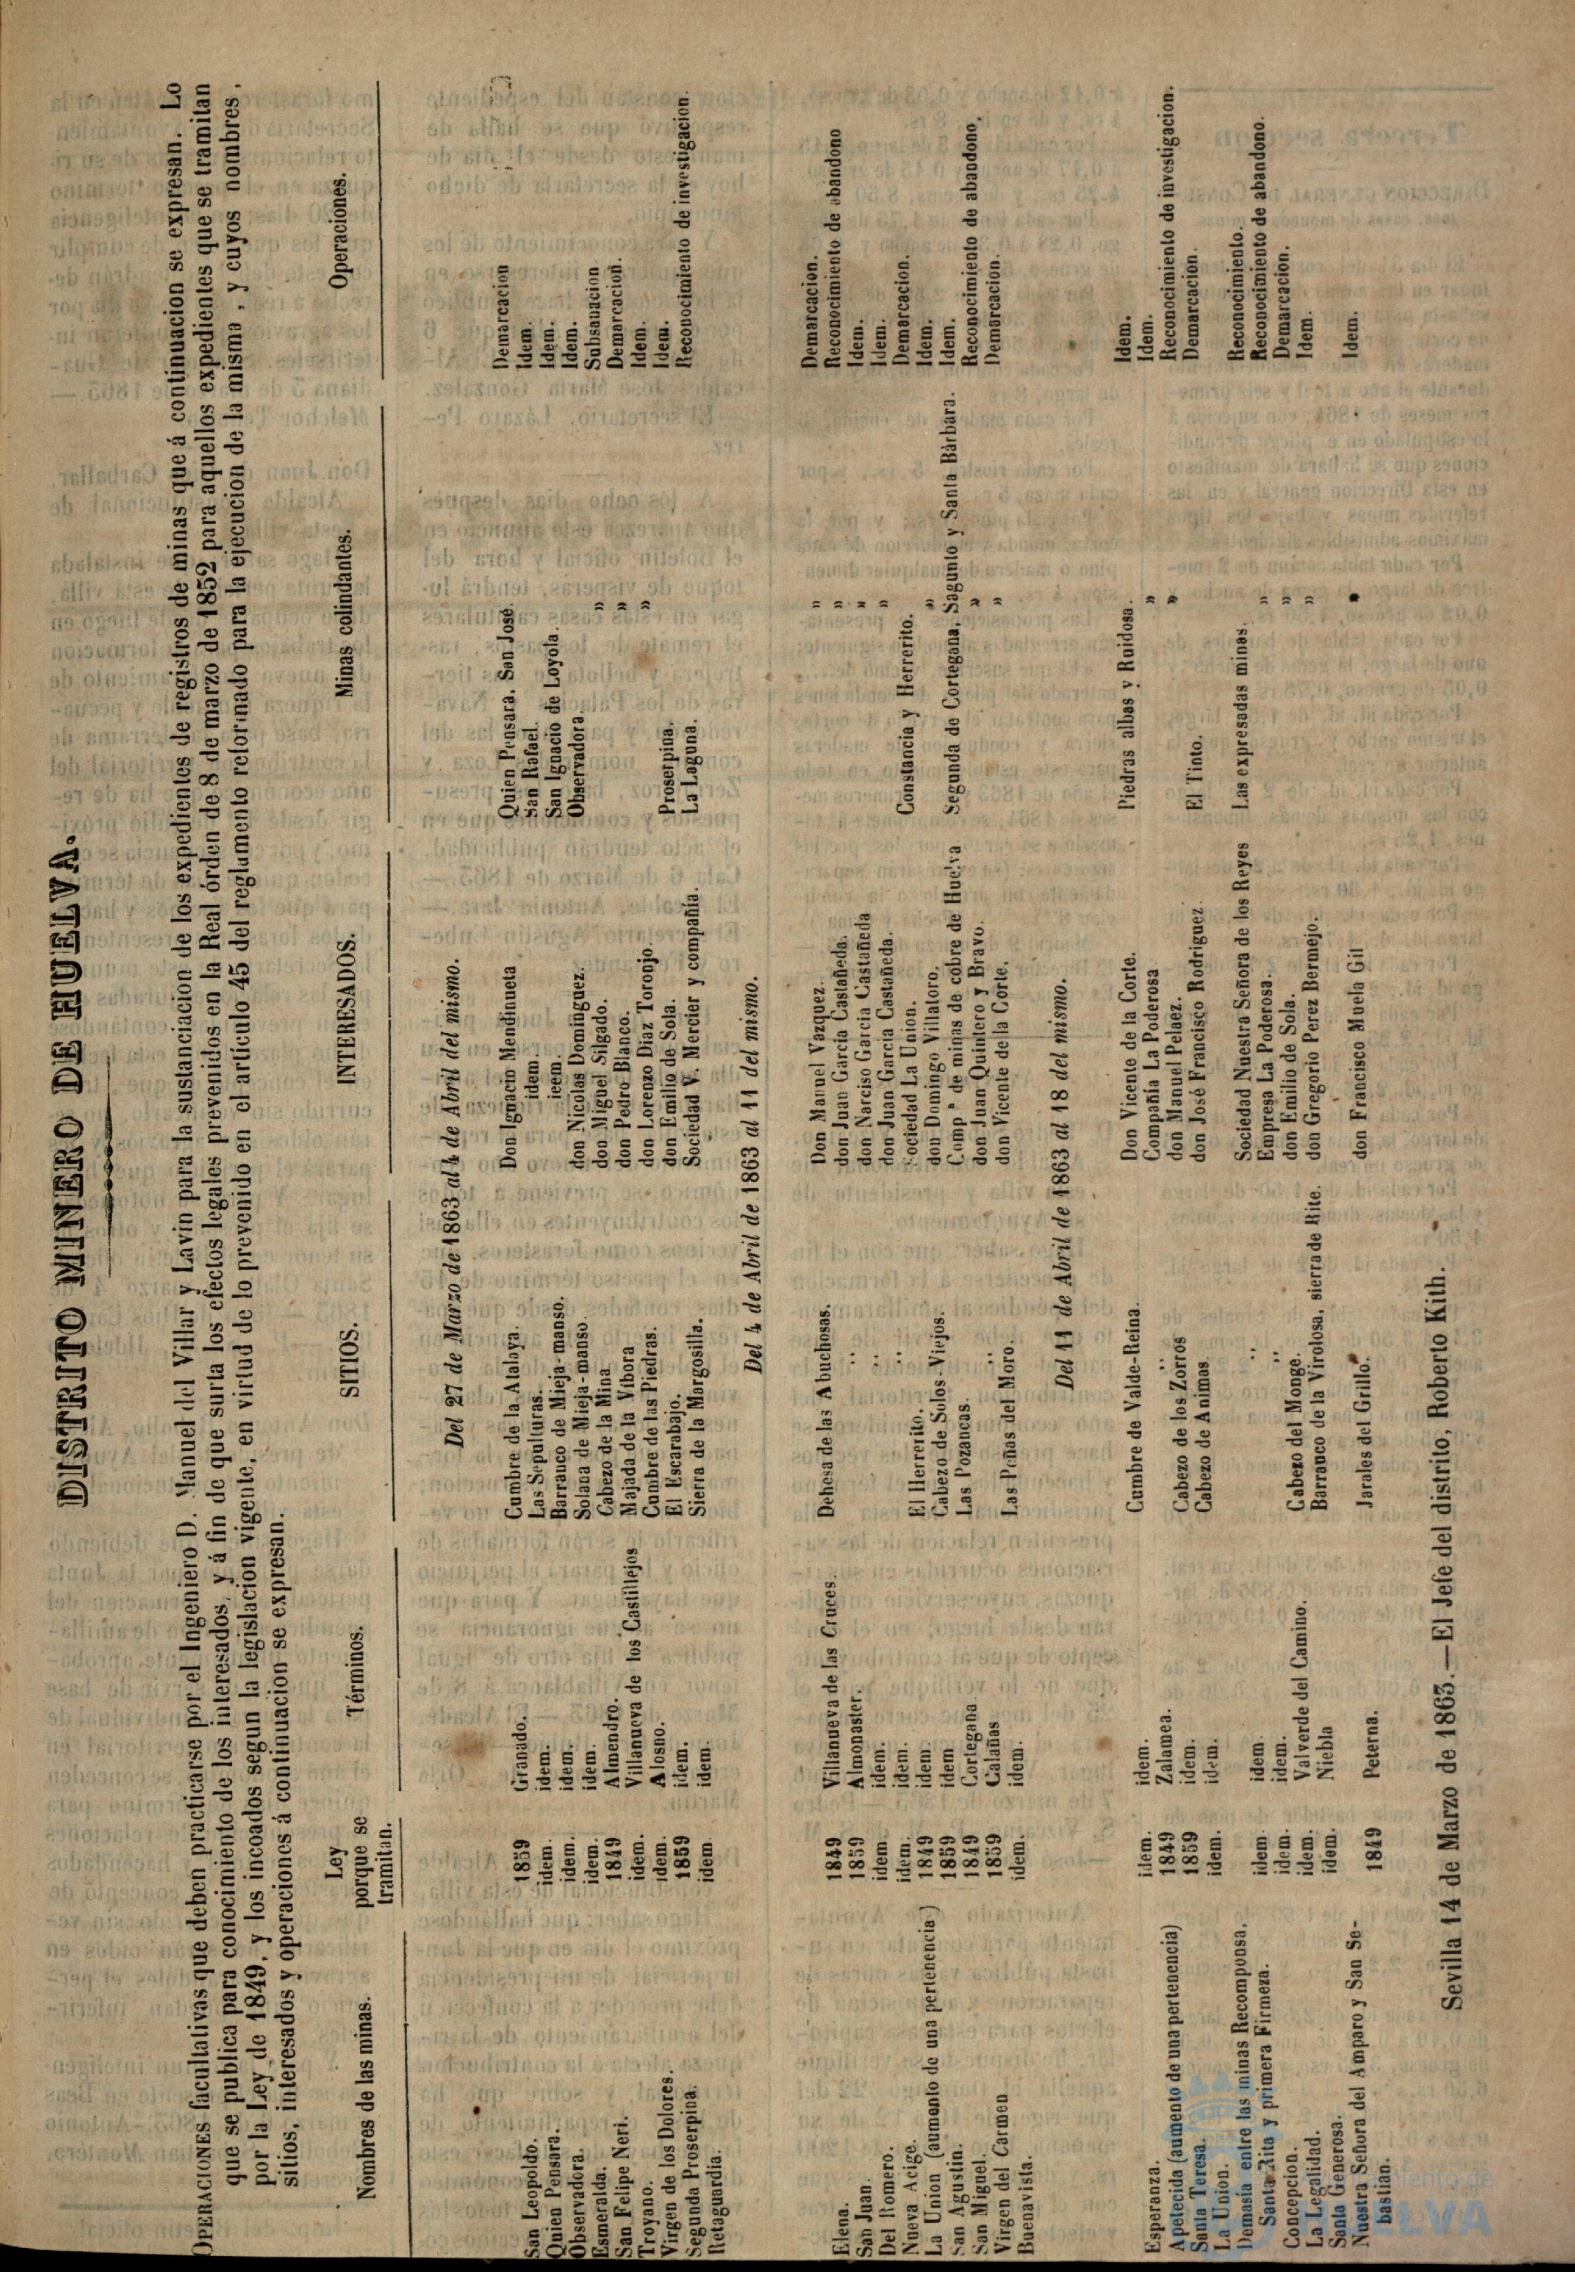 DISTRITO MINERO DE HUELVA.
OPERACIONES facultativas que deben practicarse por el Ingeniero D. Manuel del Villar y Lavin para la sustanciacion de los expedientes de registros de minas que á continuacion se expresan. Lo
que se publica para conocimiento de los interesados, y á fin de que surta los efectos legales prevenidos en la Real órden de 8 de marzo de 1852 para aquellos expedientes que se tramitan
por la Ley de 1849, y los incoados segun la legislacion vigente, en virtud de lo prevenido en el artículo 45 del reglamento reformado para la ejecucion de la misma, y cuyos nombres,
sitios, interesados y operaciones á continuacion se expresan.
Nombres de las minas. Ley porque se tramitan. Términos. SITIOS. INTERESADOS. Minas colindantes. Operaciones.
Del 27 de Marzo de 1863 al 4 de Abril del mismo.
San Leopoldo. 1859 Granado. Cumbre de la Atalaya. Don Ignacio Mendinueta Quien Pensara, San José. Demarcacion
Quien Pensara. idem. idem. Las Sepulturas. idem. San Rafael. Idem.
Observadora. idem. idem. Barranco de Mieja-manso. ieem. San Ignacio de Loyola. Idem.
Esmeralda. idem. idem. Solana de Mieja-manso don Nicolas Dominguez. Observadora. Idem.
San Felipe Neri. 1849 Almendro. Cabezo de la Mina don Miguel Silgado. » Subsanacion
Troyano. idem. Villanueva de los Castillejos Majada de la Víbora don Pedro Blanco. » Demarcacion.
Virgen de los Dolores. idem. Alosno. Cumbre de las Piedras. don Lorenzo Diaz Toronjo. » Idem.
Segunda Proserpina. 1859 idem. El Escarabajo. don Emilio de Sola. Proserpina. Idem.
Retaguardia. idem idem. Sierra de la Margosilla. Sociedad V. Mercier y compañía. La Laguna. Reconocimiento de investigacion.
Del 4 de Abril de 1863 al 11 del mismo.
Elena. 1849 Villanueva de las Cruces. Dehesa de las Abuchosas. Don Manuel Vazquez. » Demarcacion.
San Juan. 1859 Almonaster. » don Juan García Castañeda. » Reconocimiento de abandono
Del Romero. idem idem. » don Narciso García Castañeda » Idem.
Nueva Acige. idem. idem. » don Juan García Castañeda. » Idem.
La Union (aumento de una pertenencia) 1849 idem. El Herrerito. Sociedad La Union. Constancia y Herrerito. Demarcacion.
San Agustin. 1859 idem Cabezo de Solos-Viejos. don Domingo Villaloro. » Idem.
San Miguel. 1849 Cortegana Las Pozancas. Comp.ª de minas de cobre de Huelva Segunda de Cortegana, Sagunto y Santa Bárbara. Idem.
Virgen del Carmen 1859 Calañas » don Juan Quintero y Bravo. » Reconocimiento de abandono.
Buenavista. idem. idem. Las Peñas del Moro. don Vicente de la Corte. » Demarcacion.
Del 11 de Abril de 1863 al 18 del mismo.
Esperanza. idem. idem. Cumbre de Valde-Reina. Don Vicente de la Corte. Piedras albas y Ruidosa. Idem.
Apetecida (aumento de una pertenencia) 1849 Zalamea. » Compañía La Poderosa » Idem.
Santa Teresa. 1859 idem. Cabezo de los Zorros don Manuel Pelaez. » Reconocimiento de investigacion.
La Union. idem. idem. Cabezo de Animas don José Francisco Rodriguez. El Tinto. Demarcacion.
Demasía entre las minas Recomponsa,
Santa Rita y primera Firmeza. idem. idem. » Sociedad Nuestra Señora de los Reyes Las expresadas minas. Reconocimiento.
Concepcion. idem. idem. » Empresa La Poderosa. » Reconocimiento de abandono.
La Legalidad. idem. Valverde del Camino. Cabezo del Monge. don Emilio de Sola. » Demarcacion.
Santa Generosa. idem. Niebla Barranco de la Virolosa, sierra de Rite. don Gregorio Perez Bermejo. » Idem.
Nuestra Señora del Amparo y San Se-
bastian. 1849 Peterna. Jarales del Grillo. don Francisco Muela Gil » Idem.
Sevilla 14 de Marzo de 1863.—El Jefe del distrito, Roberto Kith.